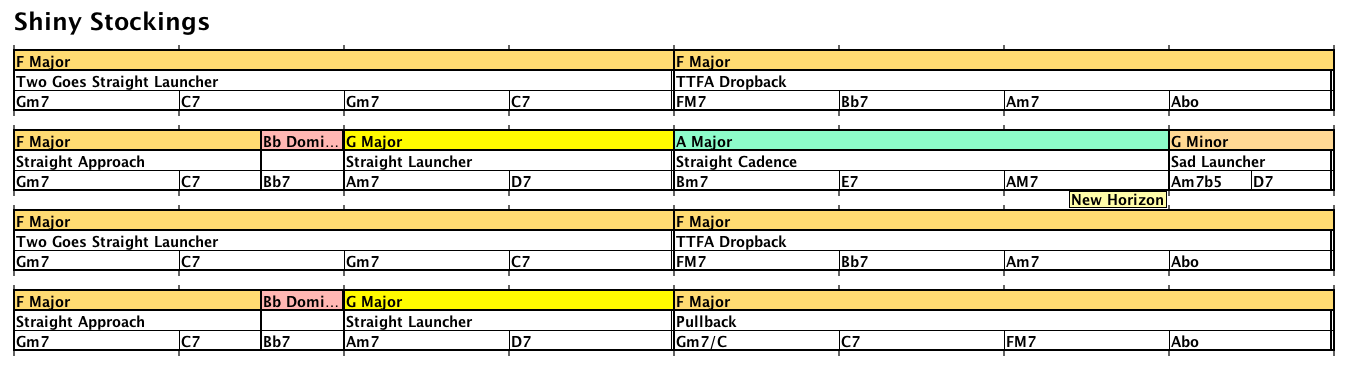 Shiny Stockings
F Major F Major
Two Goes Straight Launcher TTFA Dropback
Gm7 C7 Gm7 C7 FM7 Bb7 Am7 Abo
F Major Bb Domi... G Major A Major G Minor
Straight Approach Straight Launcher Straight Cadence Sad Launcher
Gm7 C7 Bb7 Am7 D7 Bm7 E7 AM7 Am7b5 D7
New Horizon
F Major F Major
Two Goes Straight Launcher TTFA Dropback
Gm7 C7 Gm7 C7 FM7 Bb7 Am7 Abo
F Major Bb Domi... G Major F Major
Straight Approach Straight Launcher Pullback
Gm7 C7 Bb7 Am7 D7 Gm7/C C7 FM7 Abo